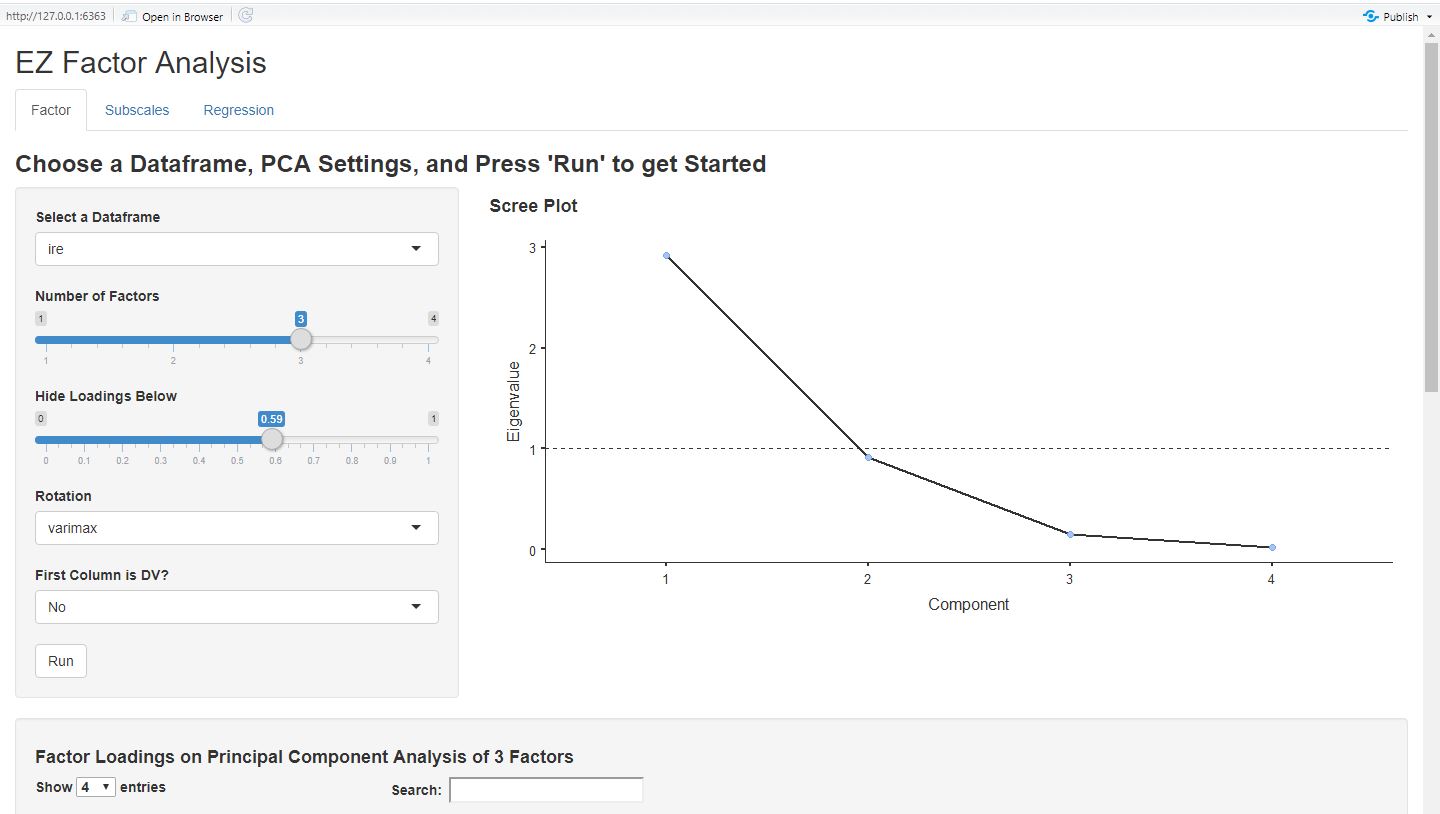 http://127.0.0.1:6363 Open in Browser Publish
EZ Factor Analysis
Factor Subscales Regression
Choose a Dataframe, PCA Settings, and Press 'Run' to get Started
Select a Dataframe
ire
Number of Factors
1 3 4
1 2 3 4
Hide Loadings Below
0 0.59 1
0 0.1 0.2 0.3 0.4 0.5 0.6 0.7 0.8 0.9 1
Rotation
varimax
First Column is DV?
No
Run
Scree Plot
3
2
1
0
Eigenvalue
1 2 3 4
Component
Factor Loadings on Principal Component Analysis of 3 Factors
Show 4 entries Search: